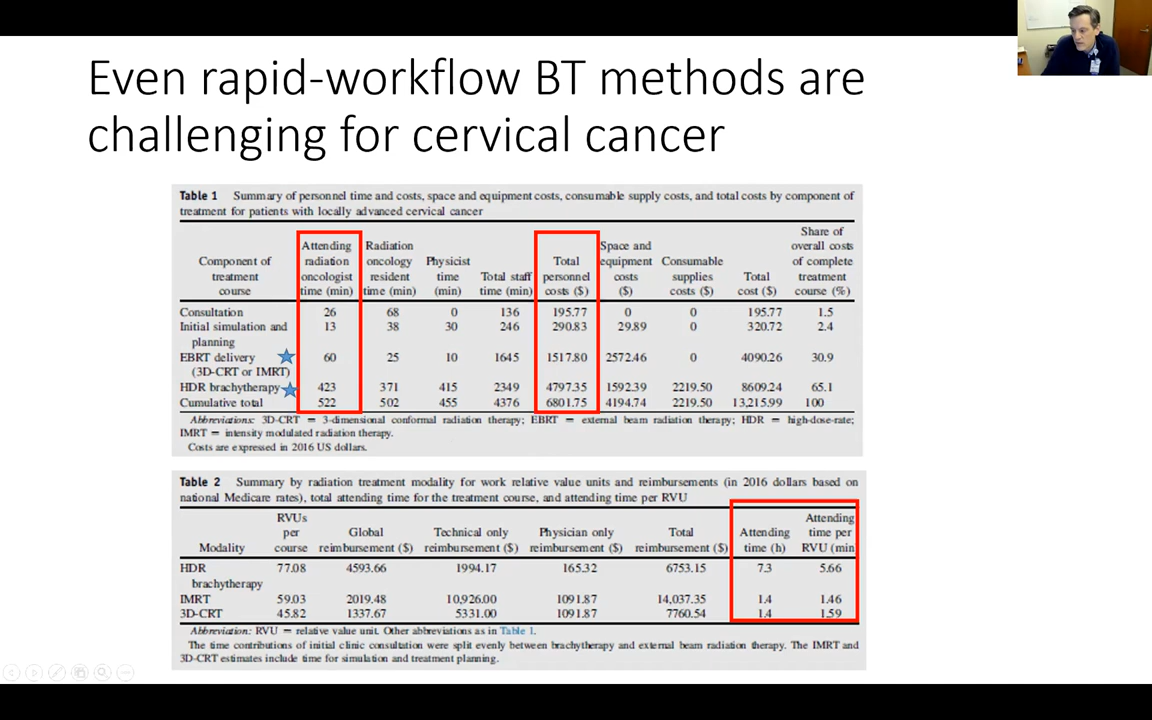 Even rapid-workflow BT methods are
challenging for cervical cancer
Table 1 Summary of personnel time and costs, space and equipment costs, consumable supply costs, and total costs by component of
treatment for patients with locally advanced cervical cancer
Component of treatment course | Attending radiation oncologist time (min) | Radiation oncology resident time (min) | Physicist time (min) | Total staff time (min) | Total personnel costs ($) | Space and equipment costs ($) | Consumable supplies costs ($) | Total cost ($) | Share of overall costs of complete treatment course (%)
Consultation 26 68 0 136 195.77 0 0 195.77 1.5
Initial simulation and planning 13 38 30 246 290.83 29.89 0 320.72 2.4
EBRT delivery (3D-CRT or IMRT) 60 25 10 1645 1517.80 2572.46 0 4090.26 30.9
HDR brachytherapy 423 371 415 2349 4797.35 1592.39 2219.50 8609.24 65.1
Cumulative total 522 502 455 4376 6801.75 4194.74 2219.50 13,215.99 100
Abbreviations: 3D-CRT = 3-dimensional conformal radiation therapy; EBRT = external beam radiation therapy; HDR = high-dose-rate;
IMRT = intensity modulated radiation therapy.
Costs are expressed in 2016 US dollars.
Table 2 Summary by radiation treatment modality for work relative value units and reimbursements (in 2016 dollars based on
national Medicare rates), total attending time for the treatment course, and attending time per RVU
Modality | RVUs per course | Global reimbursement ($) | Technical only reimbursement ($) | Physician only reimbursement ($) | Total reimbursement ($) | Attending time (h) | Attending time per RVU (min
HDR brachytherapy 77.08 4593.66 1994.17 165.32 6753.15 7.3 5.66
IMRT 59.03 2019.48 10,926.00 1091.87 14,037.35 1.4 1.46
3D-CRT 45.82 1337.67 5331.00 1091.87 7760.54 1.4 1.59
Abbreviation: RVU = relative value unit. Other abbreviations as in Table 1.
The time contributions of initial clinic consultation were split evenly between brachytherapy and external beam radiation therapy. The IMRT and
3D-CRT estimates include time for simulation and treatment planning.